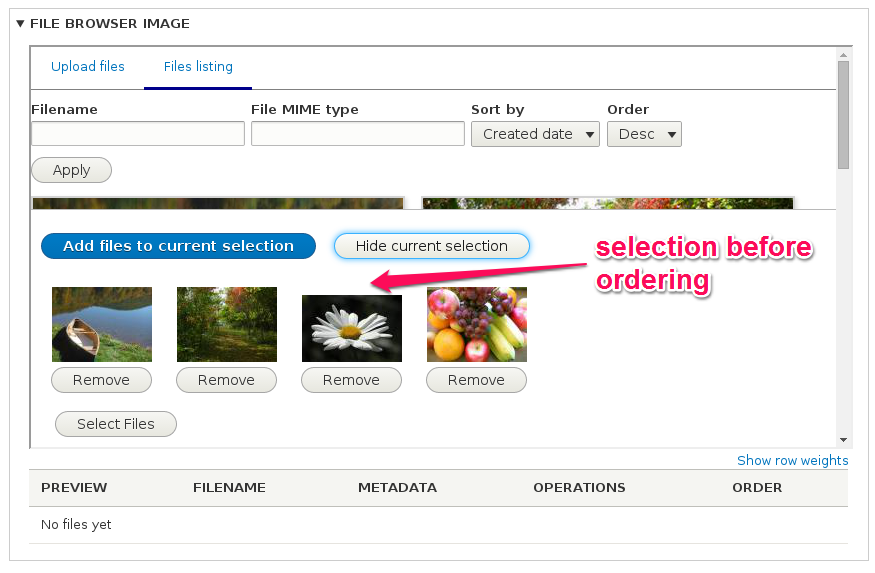 FILE BROWSER IMAGE
Upload files Files listing
Filename File MIME type Sort by Order
Created date Desc
Apply
Add files to current selection Hide current selection
selection before
ordering
Remove Remove Remove Remove
Select Files
Show row weights
PREVIEW FILENAME METADATA OPERATIONS ORDER
No files yet